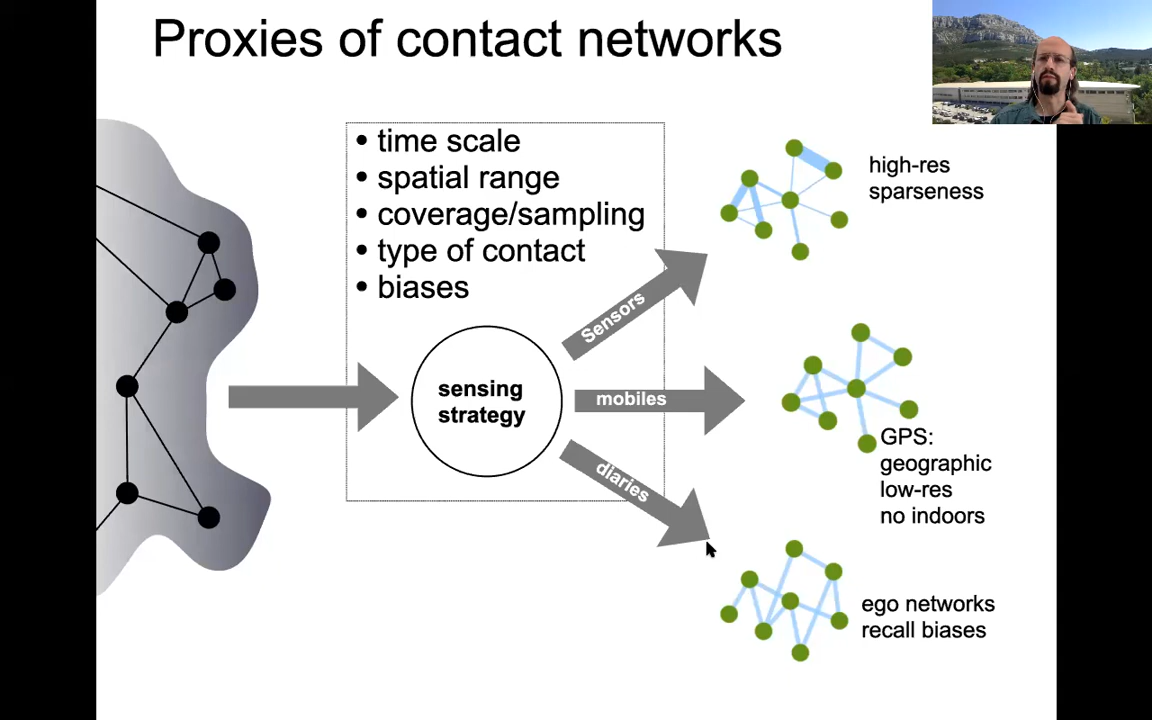 Proxies of contact networks
• time scale
• spatial range
• coverage/sampling
• type of contact
• biases
sensing
strategy
Sensors
mobiles
diaries
high-res
sparseness
GPS:
geographic
low-res
no indoors
ego networks
recall biases